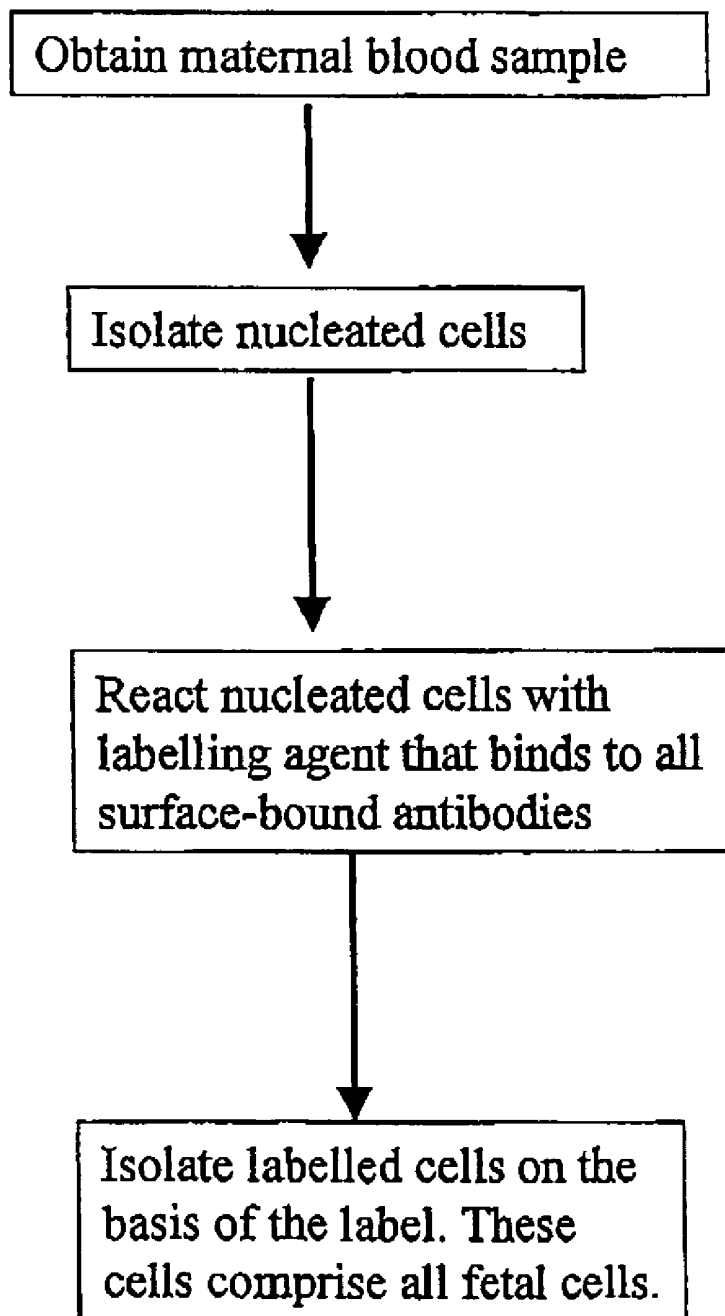 Obtain maternal blood sample
Isolate nucleated cells
React nucleated cells with
labelling agent that binds to all
surface-bound antibodies
Isolate labelled cells on the
basis of the label. These
cells comprise all fetal cells.